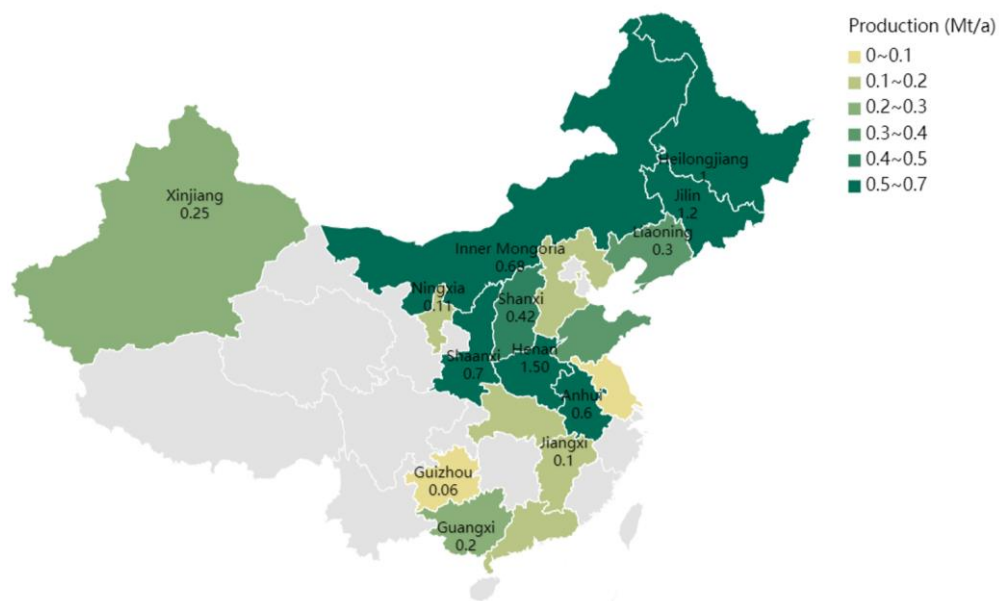 Production (Mt/a)
0~0.1
0.1~0.2
0.2~0.3
0.3~0.4
0.4~0.5
0.5~0.7
Heilongjiang
1
Xinjiang
0.25
Jilin
1.2
Liaoning
0.3
Inner Mongoria
0.68
Ningxia
0.11
Shanxi
0.42
Shaanxi
0.7
Henan
1.50
Anhui
0.6
Jiangxi
0.1
Guizhou
0.06
Guangxi
0.2